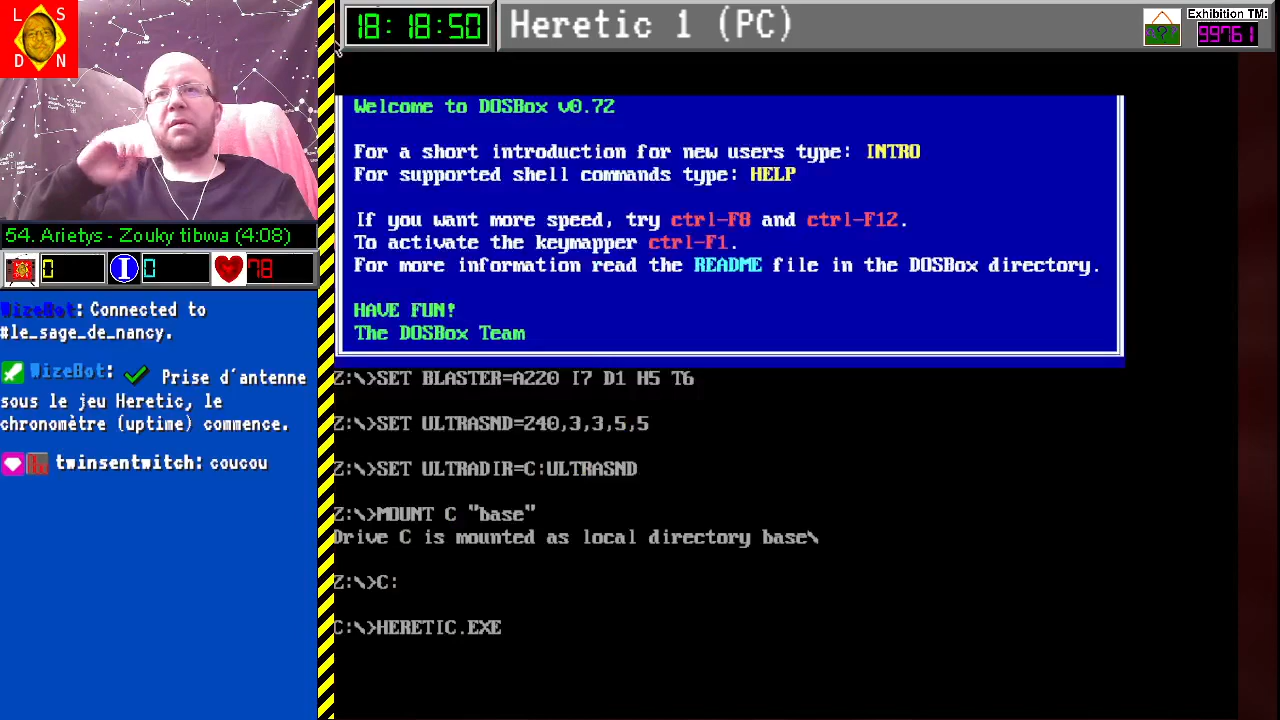 L S
D N
18:18:50
Heretic 1 (PC)
Exhibition TM:
99761
54. Arietys - Zouky tibwa (4:08)
0
0
78
WizeBot: Connected to
#le_sage_de_nancy.
WizeBot: Prise d'antenne
sous le jeu Heretic, le
chronomètre (uptime) commence.
twinsentwitch: coucou
Welcome to DOSBox v0.72
For a short introduction for new users type: INTRO
For supported shell commands type: HELP
If you want more speed, try ctrl-F8 and ctrl-F12.
To activate the keymapper ctrl-F1.
For more information read the README file in the DOSBox directory.
HAVE FUN!
The DOSBox Team
Z:\>SET BLASTER=A220 I7 D1 H5 T6
Z:\>SET ULTRASND=240,3,3,5,5
Z:\>SET ULTRADIR=C:ULTRASND
Z:\>MOUNT C "base"
Drive C is mounted as local directory base\
Z:\>C:
C:\>HERETIC.EXE